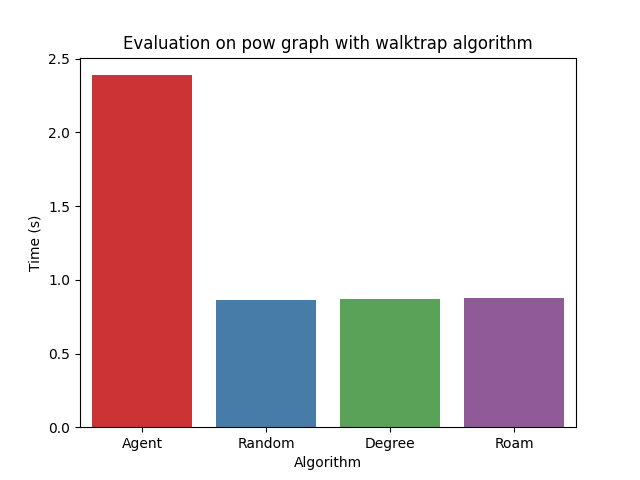 Evaluation on pow graph with walktrap algorithm
2.5
2.0
1.5
1.0
0.5
0.0
Time (s)
Agent Random Degree Roam
Algorithm